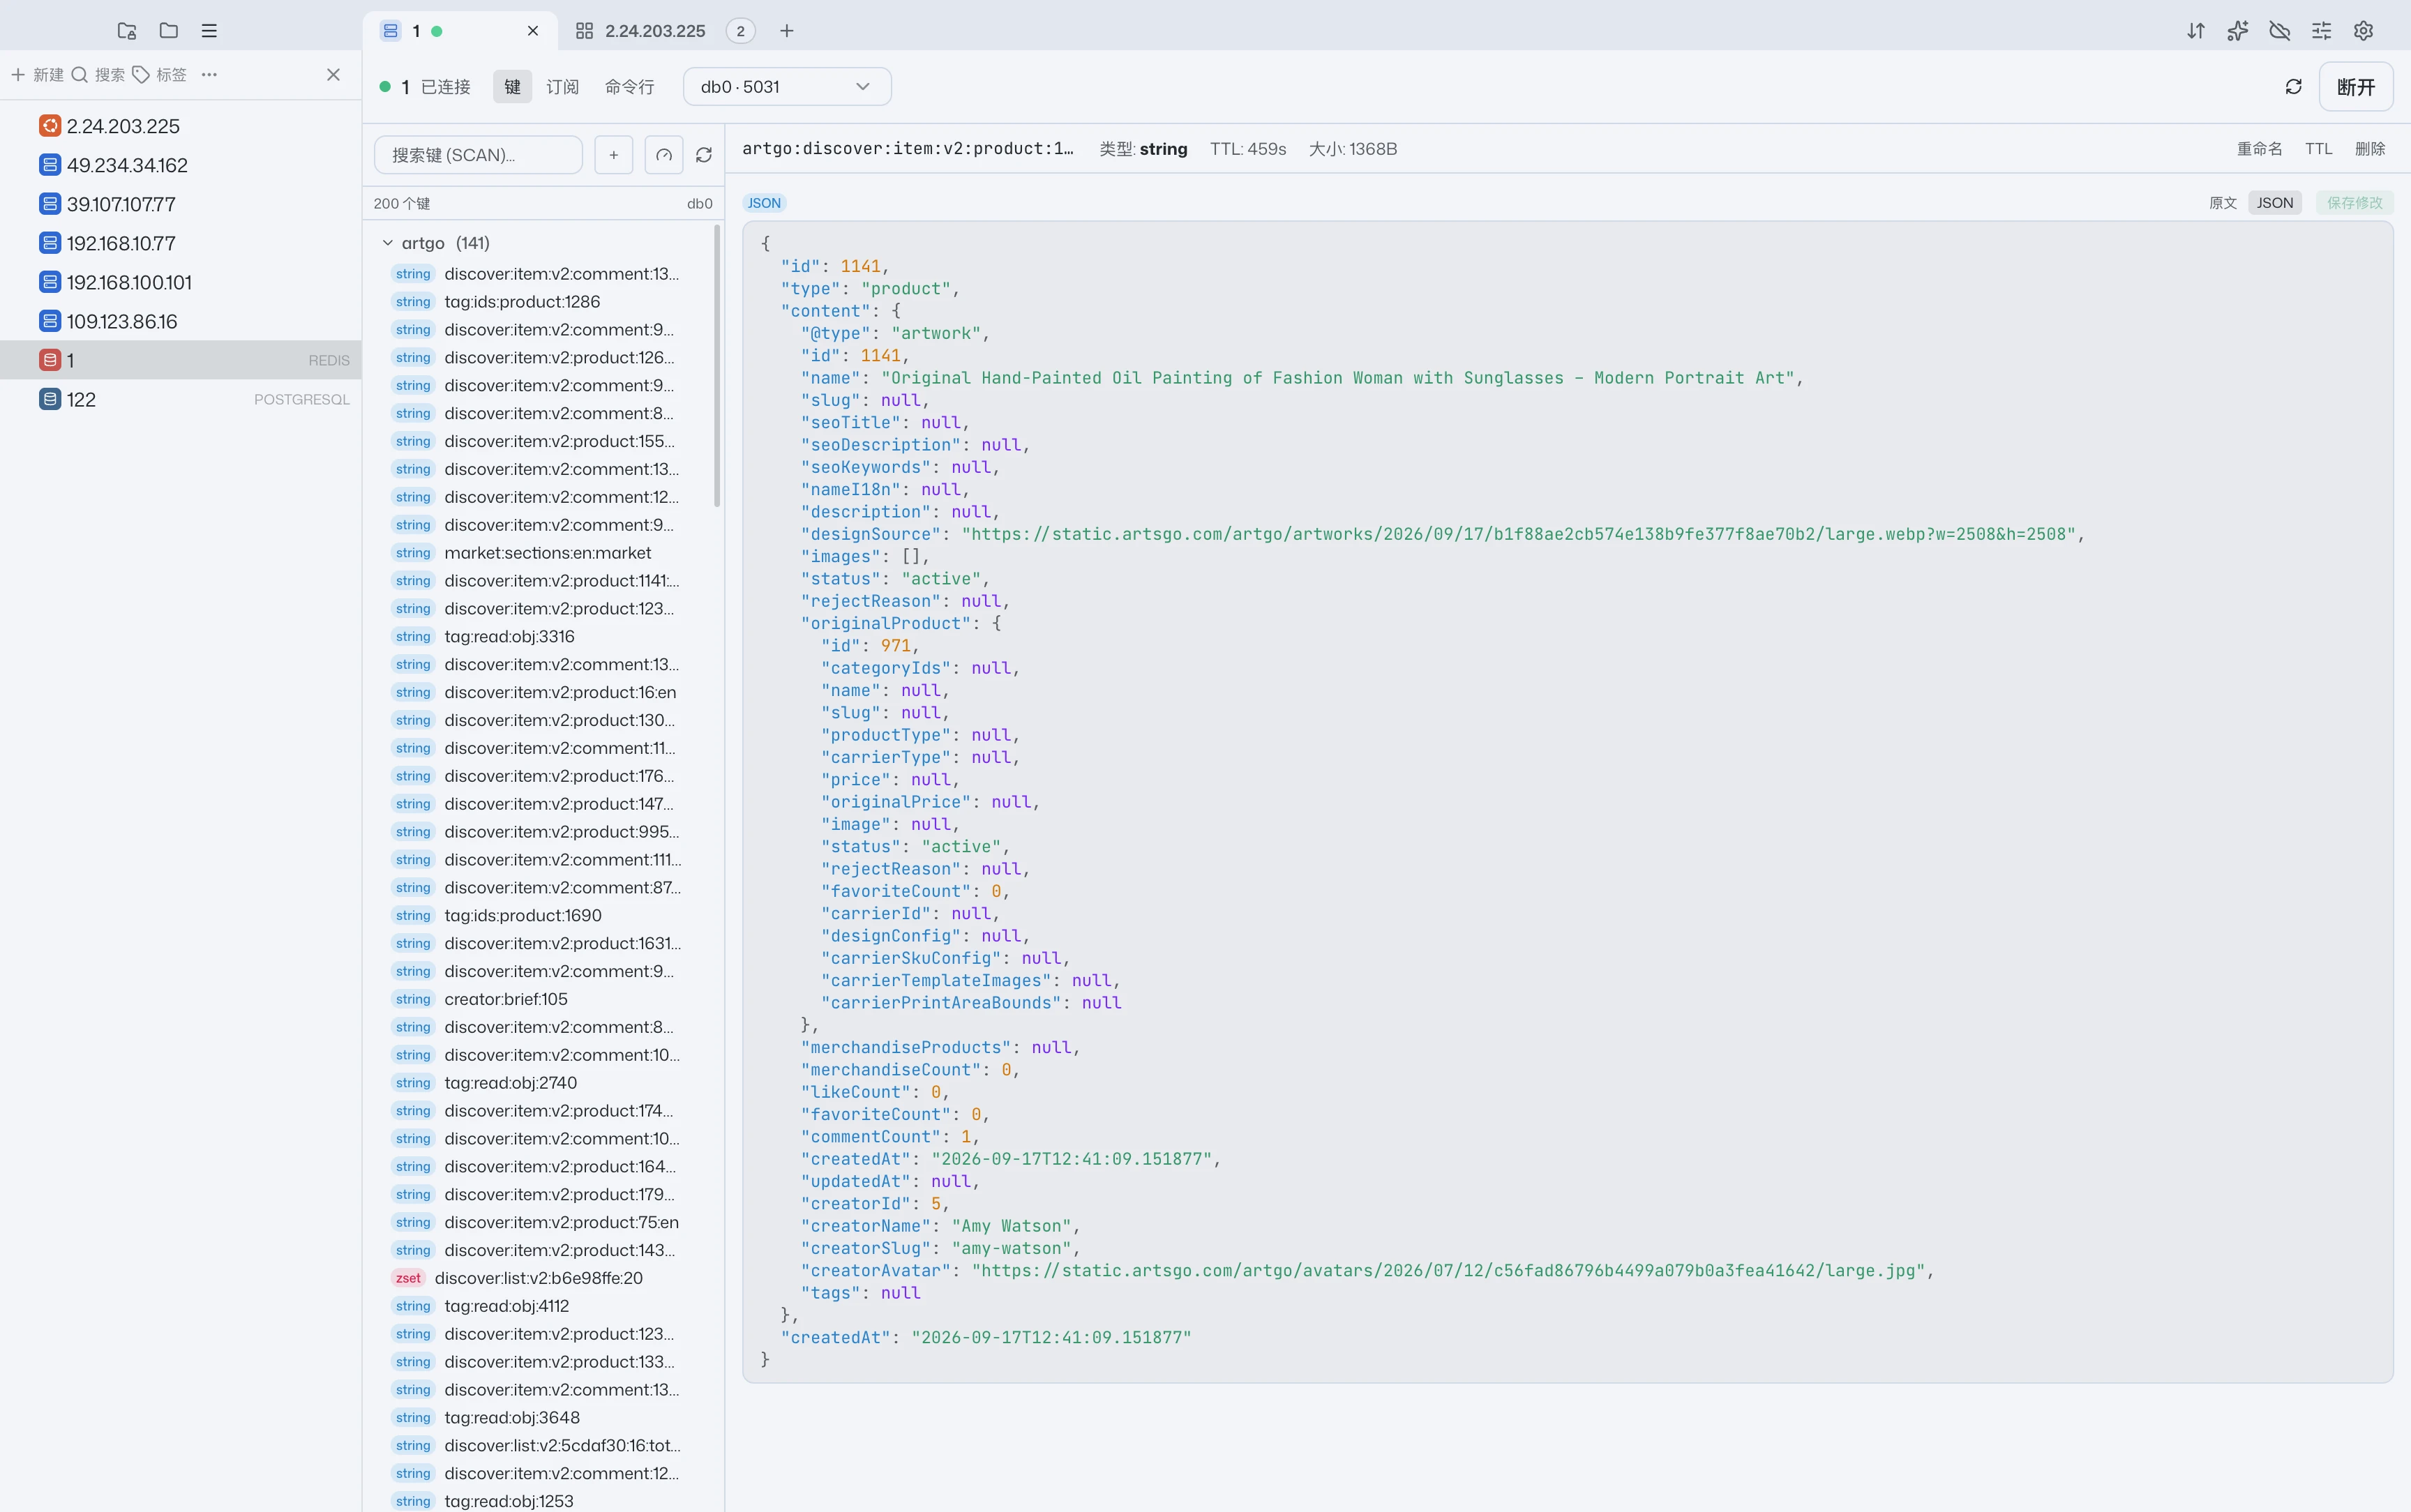 1
2.24.203.225
2
新建
搜索
标签
2.24.203.225
49.234.34.162
39.107.107.77
192.168.10.77
192.168.100.101
109.123.86.16
1 REDIS
122 POSTGRESQL
1 已连接 键 订阅 命令行 db0 · 5031 断开
搜索键 (SCAN)...
200 个键 db0
artgo (141)
string discover:item:v2:comment:13...
string tag:ids:product:1286
string discover:item:v2:comment:9...
string discover:item:v2:product:126...
string discover:item:v2:comment:9...
string discover:item:v2:comment:8...
string discover:item:v2:product:155...
string discover:item:v2:comment:13...
string discover:item:v2:comment:12...
string discover:item:v2:comment:9...
string market:sections:en:market
string discover:item:v2:product:1141:...
string discover:item:v2:product:123...
string tag:read:obj:3316
string discover:item:v2:comment:13...
string discover:item:v2:product:16:en
string discover:item:v2:product:130...
string discover:item:v2:comment:11...
string discover:item:v2:product:176...
string discover:item:v2:product:147...
string discover:item:v2:product:995...
string discover:item:v2:comment:111...
string discover:item:v2:comment:87...
string tag:ids:product:1690
string discover:item:v2:product:1631...
string discover:item:v2:comment:9...
string creator:brief:105
string discover:item:v2:comment:8...
string discover:item:v2:comment:10...
string tag:read:obj:2740
string discover:item:v2:product:174...
string discover:item:v2:comment:10...
string discover:item:v2:product:164...
string discover:item:v2:product:179...
string discover:item:v2:product:75:en
string discover:item:v2:product:143...
zset discover:list:v2:b6e98ffe:20
string tag:read:obj:4112
string discover:item:v2:product:123...
string discover:item:v2:product:133...
string discover:item:v2:comment:13...
string tag:read:obj:3648
string discover:list:v2:5cdaf30:16:tot...
string discover:item:v2:comment:12...
string tag:read:obj:1253
artgo:discover:item:v2:product:1... 类型: string TTL: 459s 大小: 1368B 重命名 TTL 删除
JSON 原文 JSON 保存修改
{
"id": 1141,
"type": "product",
"content": {
"@type": "artwork",
"id": 1141,
"name": "Original Hand-Painted Oil Painting of Fashion Woman with Sunglasses – Modern Portrait Art",
"slug": null,
"seoTitle": null,
"seoDescription": null,
"seoKeywords": null,
"nameI18n": null,
"description": null,
"designSource": "https://static.artsgo.com/artgo/artworks/2026/09/17/b1f88ae2cb574e138b9fe377f8ae70b2/large.webp?w=2508&h=2508",
"images": [],
"status": "active",
"rejectReason": null,
"originalProduct": {
"id": 971,
"categoryIds": null,
"name": null,
"slug": null,
"productType": null,
"carrierType": null,
"price": null,
"originalPrice": null,
"image": null,
"status": "active",
"rejectReason": null,
"favoriteCount": 0,
"carrierId": null,
"designConfig": null,
"carrierSkuConfig": null,
"carrierTemplateImages": null,
"carrierPrintAreaBounds": null
},
"merchandiseProducts": null,
"merchandiseCount": 0,
"likeCount": 0,
"favoriteCount": 0,
"commentCount": 1,
"createdAt": "2026-09-17T12:41:09.151877",
"updatedAt": null,
"creatorId": 5,
"creatorName": "Amy Watson",
"creatorSlug": "amy-watson",
"creatorAvatar": "https://static.artsgo.com/artgo/avatars/2026/07/12/c56fad86796b4499a079b0a3fea41642/large.jpg",
"tags": null
},
"createdAt": "2026-09-17T12:41:09.151877"
}